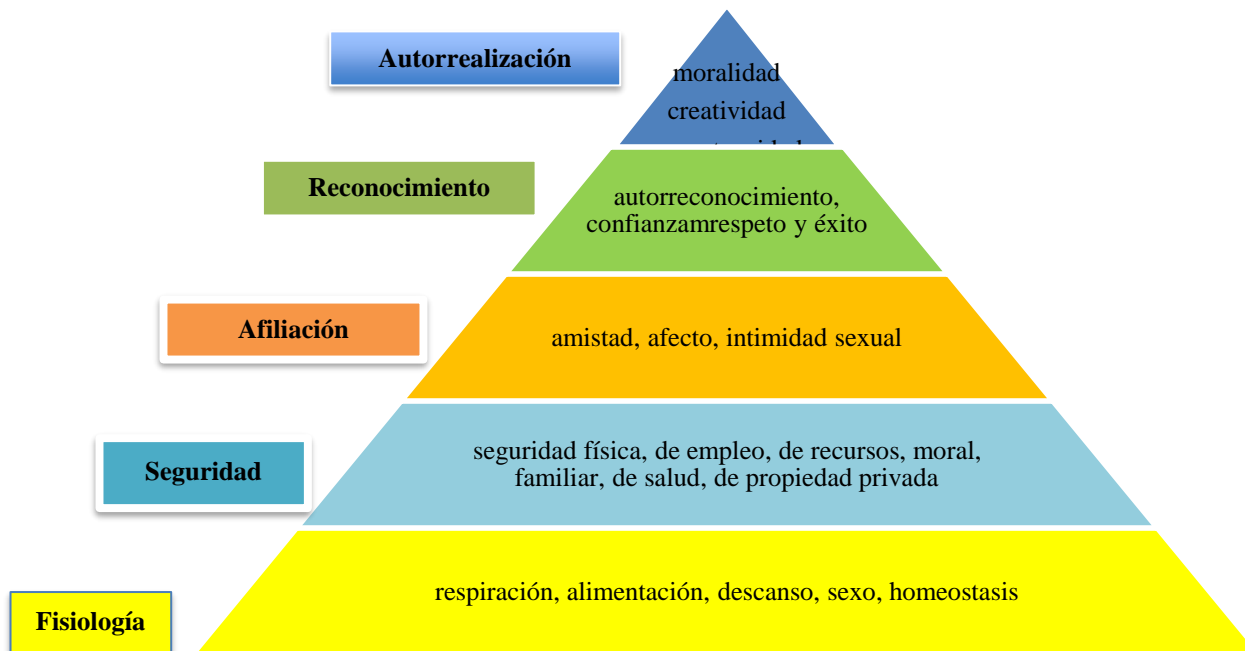 Autorrealización
moralidad
creatividad
Reconocimiento
autorreconocimiento,
confianzamrespeto y éxito
Afiliación
amistad, afecto, intimidad sexual
Seguridad
seguridad física, de empleo, de recursos, moral,
familiar, de salud, de propiedad privada
Fisiología
respiración, alimentación, descanso, sexo, homeostasis